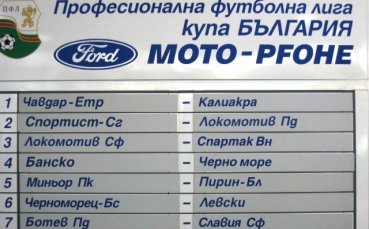 ПФЛ
Професионална футболна лига
купа БЪЛГАРИЯ
Ford МОТО-PFOHE
1 Чавдар-Етр – Калиакра
2 Спортист-Сг – Локомотив Пд
3 Локомотив Сф – Спартак Вн
4 Банско – Черно море
5 Миньор Пк – Пирин-Бл
6 Черноморец-Бс – Левски
7 Ботев Пд – Славия Сф